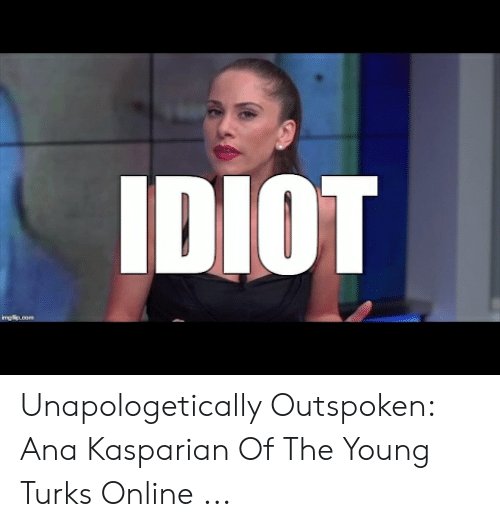 IDIOT
imgflip.com
Unapologetically Outspoken:
Ana Kasparian Of The Young
Turks Online ...